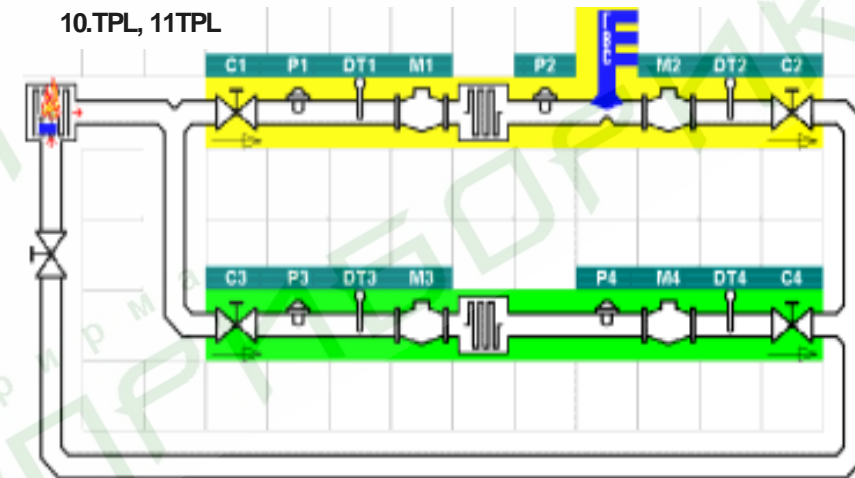 10.TPL, 11TPL
C1 P1 DT1 M1 P2 M2 DT2 C2
C3 P3 DT3 M3 P4 M4 DT4 C4